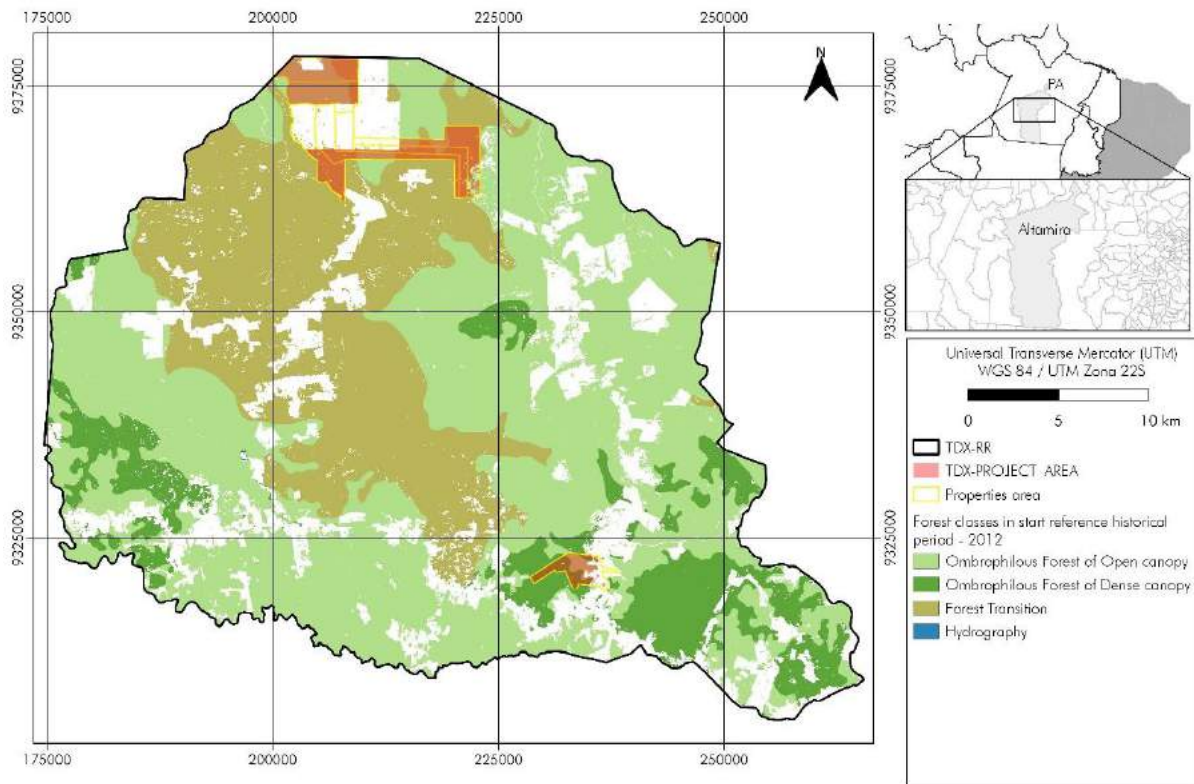 175000 200000 225000 250000
N
9375000 9375000
9350000 9350000
9325000 9325000
175000 200000 225000 250000
PA
Altamira
Universal Transverse Mercator (UTM)
WGS 84 / UTM Zona 22S
0 5 10 km
TDX-RR
TDX-PROJECT AREA
Properties area
Forest classes in start reference historical
period - 2012
Ombrophilous Forest of Open canopy
Ombrophilous Forest of Dense canopy
Forest Transition
Hydrography